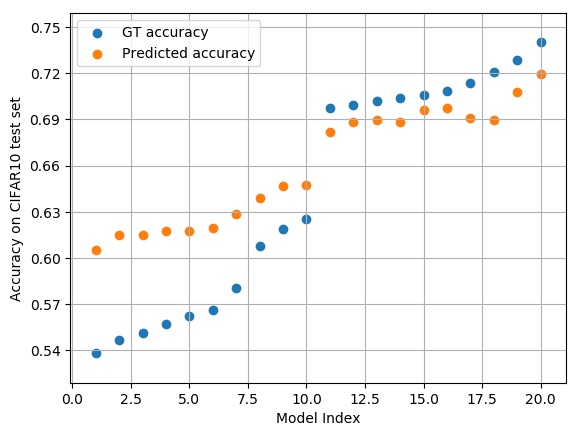 GT accuracy
Predicted accuracy
Accuracy on CIFAR10 test set
0.75
0.72
0.69
0.66
0.63
0.60
0.57
0.54
0.0 2.5 5.0 7.5 10.0 12.5 15.0 17.5 20.0
Model Index